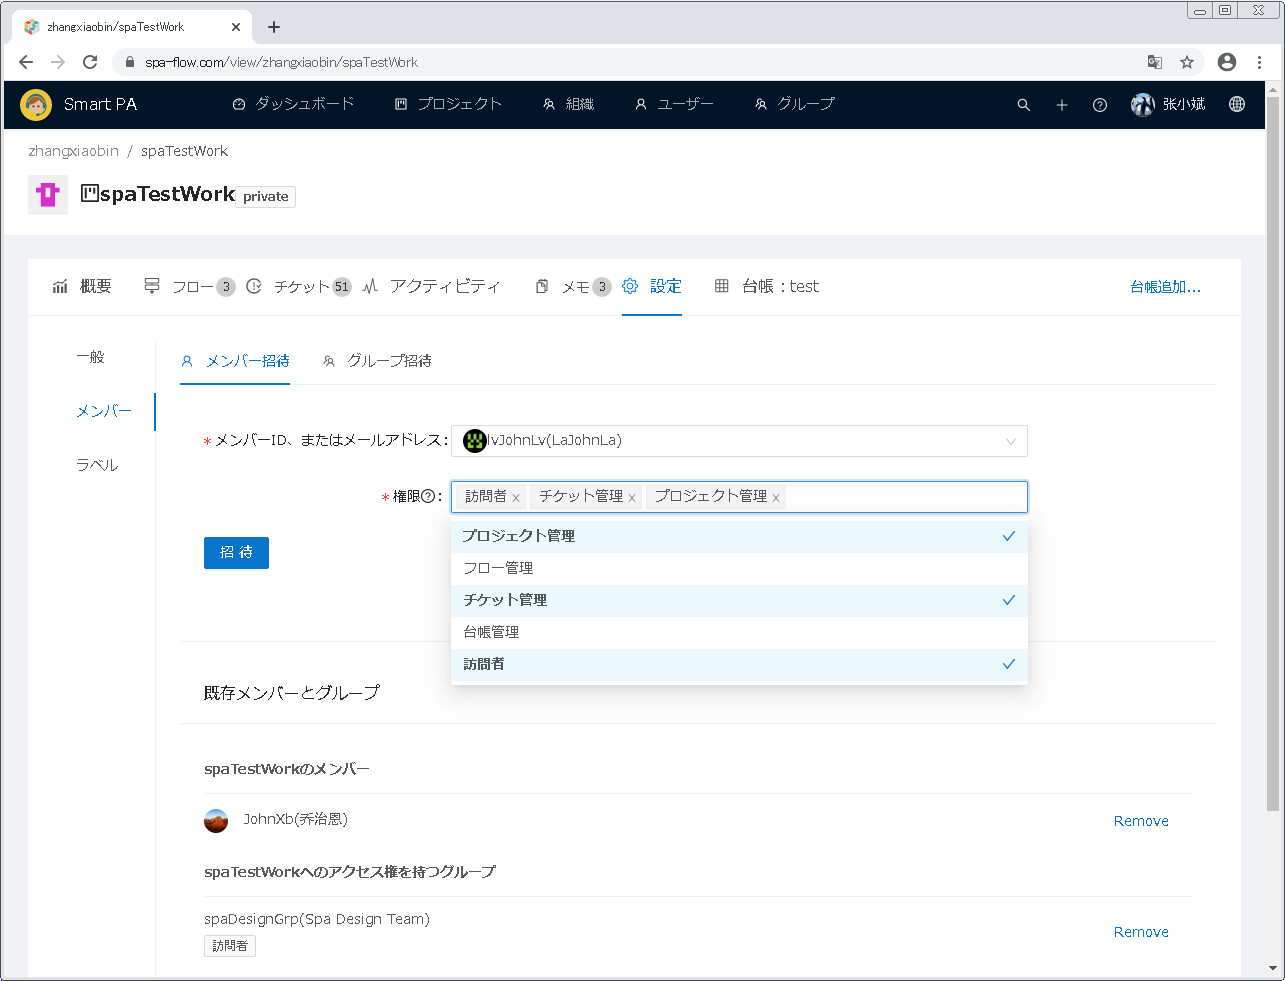 zhangxiaobin/spaTestWork
spa-flow.com/view/zhangxiaobin/spaTestWork
Smart PA ダッシュボード プロジェクト 組織 ユーザー グループ 张小斌
zhangxiaobin / spaTestWork
spaTestWork private
概要 フロー 3 チケット 51 アクティビティ メモ 3 設定 台帳：test 台帳追加...
一般
メンバー
ラベル
メンバー招待 グループ招待
* メンバーID、またはメールアドレス: lvJohnLv(LaJohnLa)
* 権限?: 訪問者 × チケット管理 × プロジェクト管理 ×
招 待
プロジェクト管理
フロー管理
チケット管理
台帳管理
訪問者
既存メンバーとグループ
spaTestWorkのメンバー
JohnXb(乔治恩) Remove
spaTestWorkへのアクセス権を持つグループ
spaDesignGrp(Spa Design Team)
訪問者
Remove